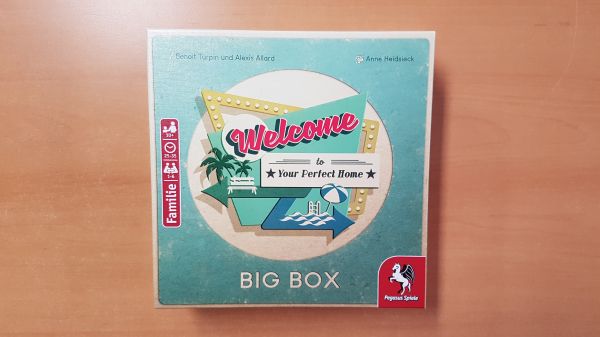 Benoit Turpin und Alexis Allard
Anne Heidsieck
Welcome
to
Your Perfect Home
10+
25-35
1-6
Familie
BIG BOX
Pegasus Spiele